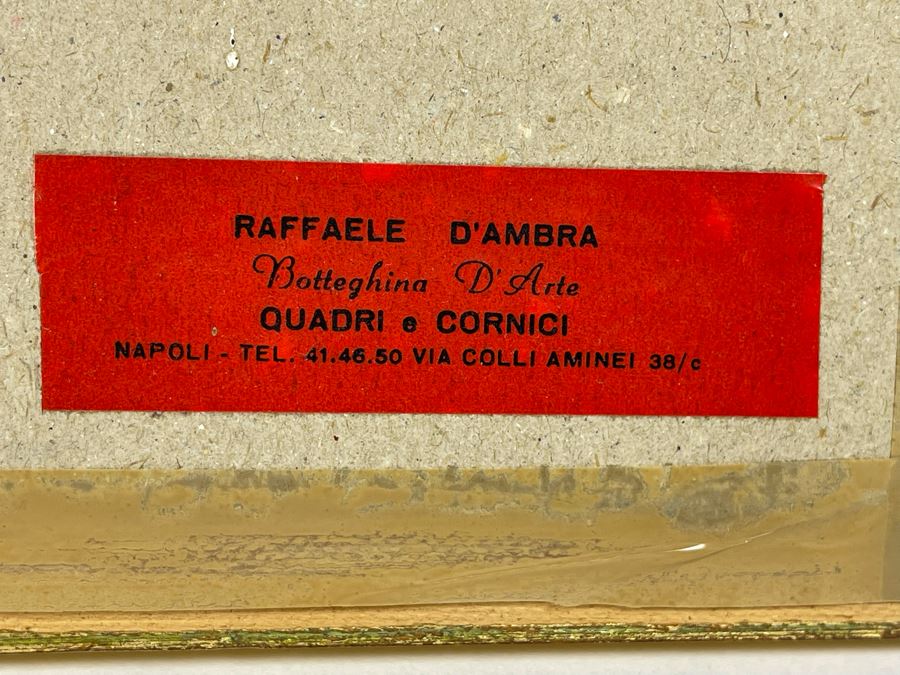 RAFFAELE D'AMBRA
Botteghina D'Arte
QUADRI e CORNICI
NAPOLI - TEL. 41.46.50 VIA COLLI AMINEI 38/c